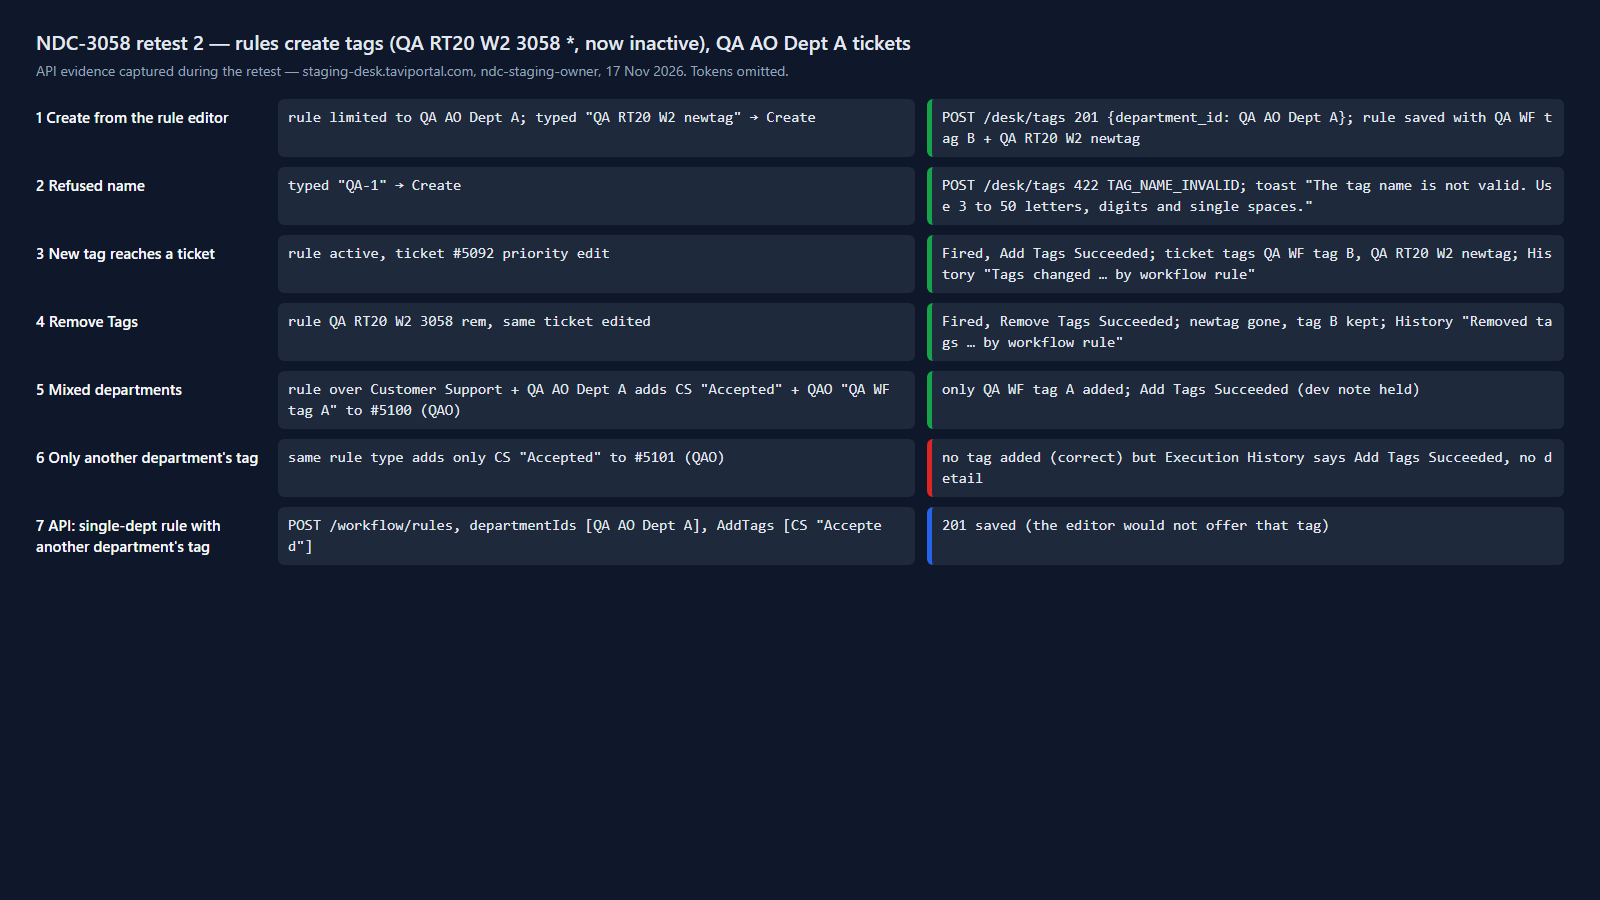 NDC-3058 retest 2 — rules create tags (QA RT20 W2 3058 *, now inactive), QA AO Dept A tickets
API evidence captured during the retest — staging-desk.taviportal.com, ndc-staging-owner, 17 Nov 2026. Tokens omitted.
1 Create from the rule editor
rule limited to QA AO Dept A; typed "QA RT20 W2 newtag" → Create
POST /desk/tags 201 {department_id: QA AO Dept A}; rule saved with QA WF t
ag B + QA RT20 W2 newtag
2 Refused name
typed "QA-1" → Create
POST /desk/tags 422 TAG_NAME_INVALID; toast "The tag name is not valid. Us
e 3 to 50 letters, digits and single spaces."
3 New tag reaches a ticket
rule active, ticket #5092 priority edit
Fired, Add Tags Succeeded; ticket tags QA WF tag B, QA RT20 W2 newtag; His
tory "Tags changed … by workflow rule"
4 Remove Tags
rule QA RT20 W2 3058 rem, same ticket edited
Fired, Remove Tags Succeeded; newtag gone, tag B kept; History "Removed ta
gs … by workflow rule"
5 Mixed departments
rule over Customer Support + QA AO Dept A adds CS "Accepted" + QAO "QA WF
tag A" to #5100 (QAO)
only QA WF tag A added; Add Tags Succeeded (dev note held)
6 Only another department's tag
same rule type adds only CS "Accepted" to #5101 (QAO)
no tag added (correct) but Execution History says Add Tags Succeeded, no d
etail
7 API: single-dept rule with
another department's tag
POST /workflow/rules, departmentIds [QA AO Dept A], AddTags [CS "Accepte
d"]
201 saved (the editor would not offer that tag)